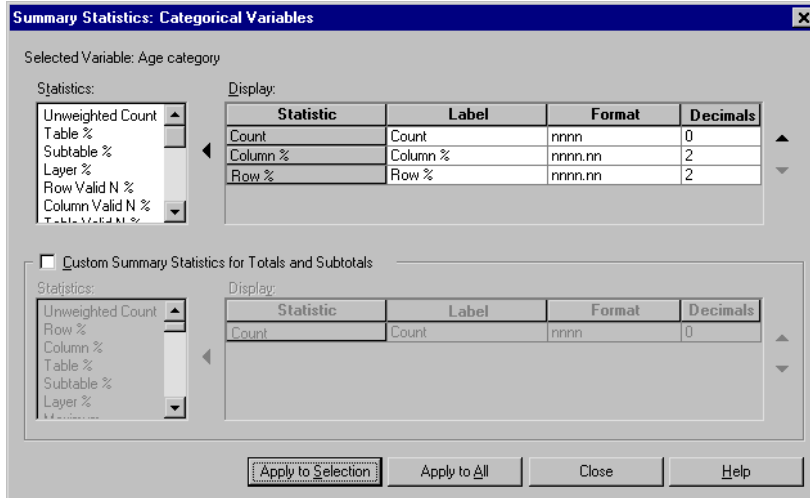 Summary Statistics: Categorical Variables
Selected Variable: Age category
Statistics:
Display:
Unweighted Count
Table %
Subtable %
Layer %
Row Valid N %
Column Valid N %
Table Valid N %
Statistic Label Format Decimals
Count Count nnnn 0
Column % Column % nnnn.nn 2
Row % Row % nnnn.nn 2
Custom Summary Statistics for Totals and Subtotals
Statistics:
Display:
Unweighted Count
Row %
Column %
Table %
Subtable %
Layer %
Maximum
Statistic Label Format Decimals
Count Count nnnn 0
Apply to Selection Apply to All Close Help